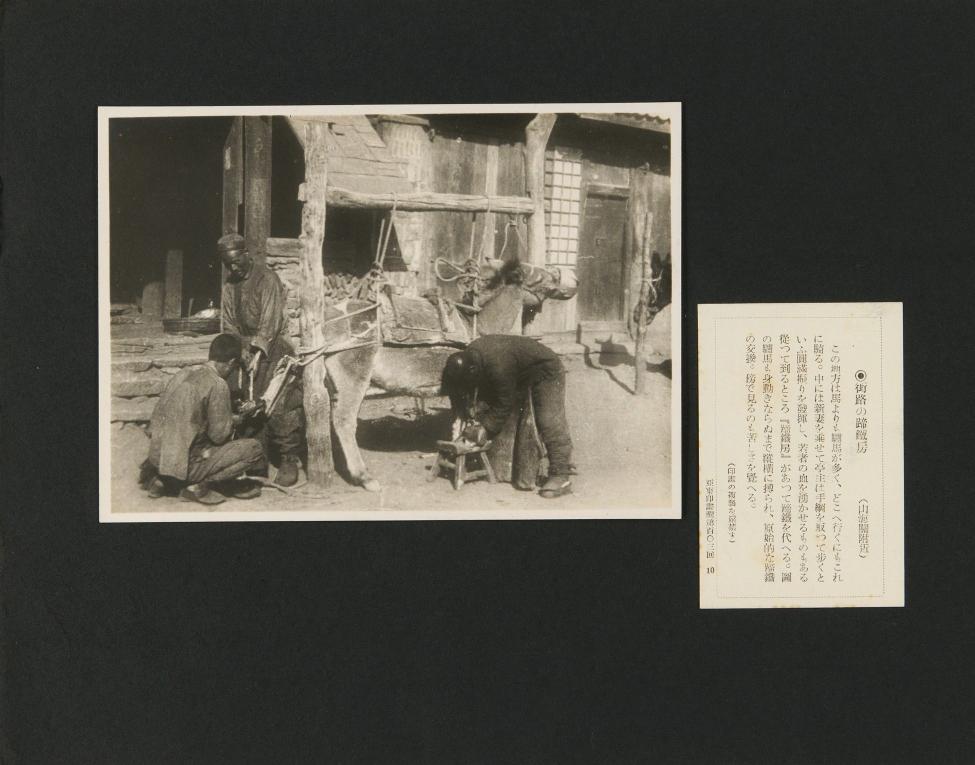 ◉街路の蹄鐵房
（山海關附近）
この地方は馬よりも驢馬が多く、どこへ行くにもこれ
に騎る。中には新妻を乘せて亭主は手綱を取つて歩くと
いふ圓滿振りを發揮し、若者の血を湧かせるものもある
從つて到るところ『蹄鐵房』があつて蹄鐵を代へる。圖
の驢馬も身動きならぬまで縱橫に縛られ、原始的な蹄鐵
の交換。傍で見るのも苦しさを覺へる。
（印畫の複製を嚴禁す）
亞東印畫輯第百〇三回 10